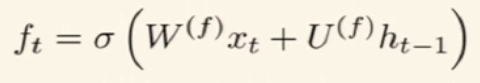 f_t = σ ( W^{(f)} x_t + U^{(f)} h_{t-1} )